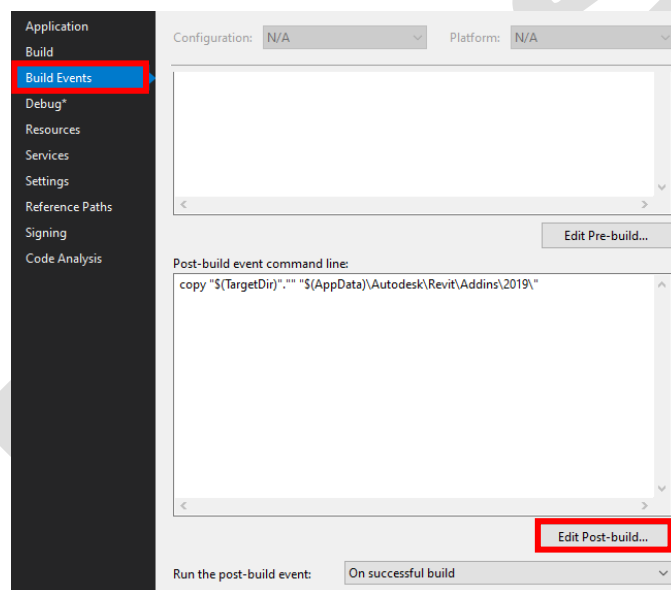 Application
Build
Build Events
Debug*
Resources
Services
Settings
Reference Paths
Signing
Code Analysis
Configuration: N/A Platform: N/A
Edit Pre-build...
Post-build event command line:
copy "$(TargetDir)"."" "$(AppData)\Autodesk\Revit\Addins\2019\"
Edit Post-build...
Run the post-build event: On successful build